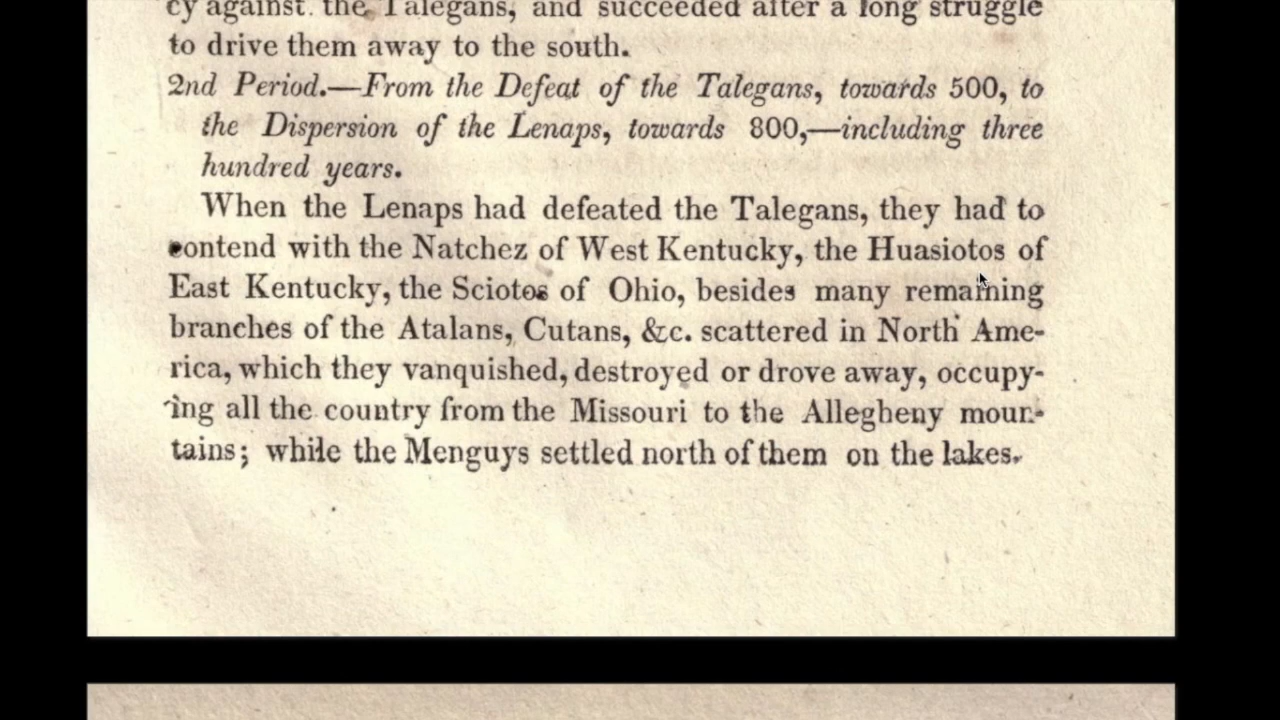 cy against the Talegans, and succeeded after a long struggle
to drive them away to the south.
2nd Period.—From the Defeat of the Talegans, towards 500, to
the Dispersion of the Lenaps, towards 800,—including three
hundred years.
When the Lenaps had defeated the Talegans, they had to
contend with the Natchez of West Kentucky, the Huasiotos of
East Kentucky, the Sciotos of Ohio, besides many remaining
branches of the Atalans, Cutans, &c. scattered in North Ame-
rica, which they vanquished, destroyed or drove away, occupy-
ing all the country from the Missouri to the Allegheny moun-
tains; while the Menguys settled north of them on the lakes.